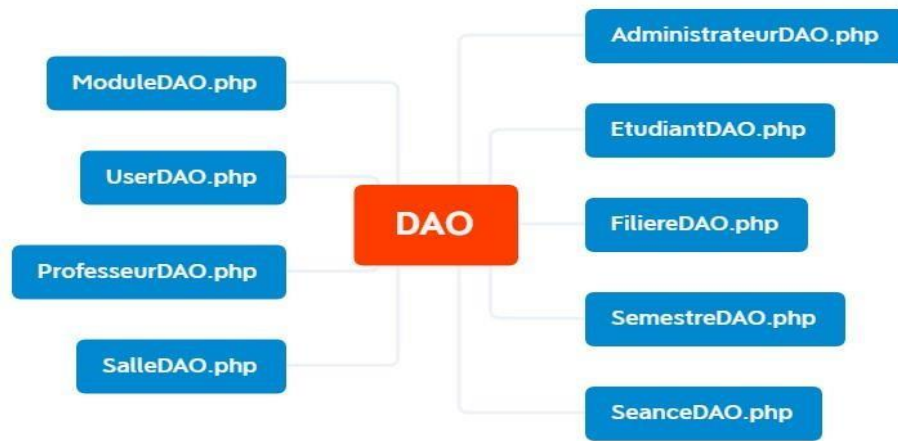 ModuleDAO.php
UserDAO.php
ProfesseurDAO.php
SalleDAO.php
DAO
AdministrateurDAO.php
EtudiantDAO.php
FiliereDAO.php
SemestreDAO.php
SeanceDAO.php